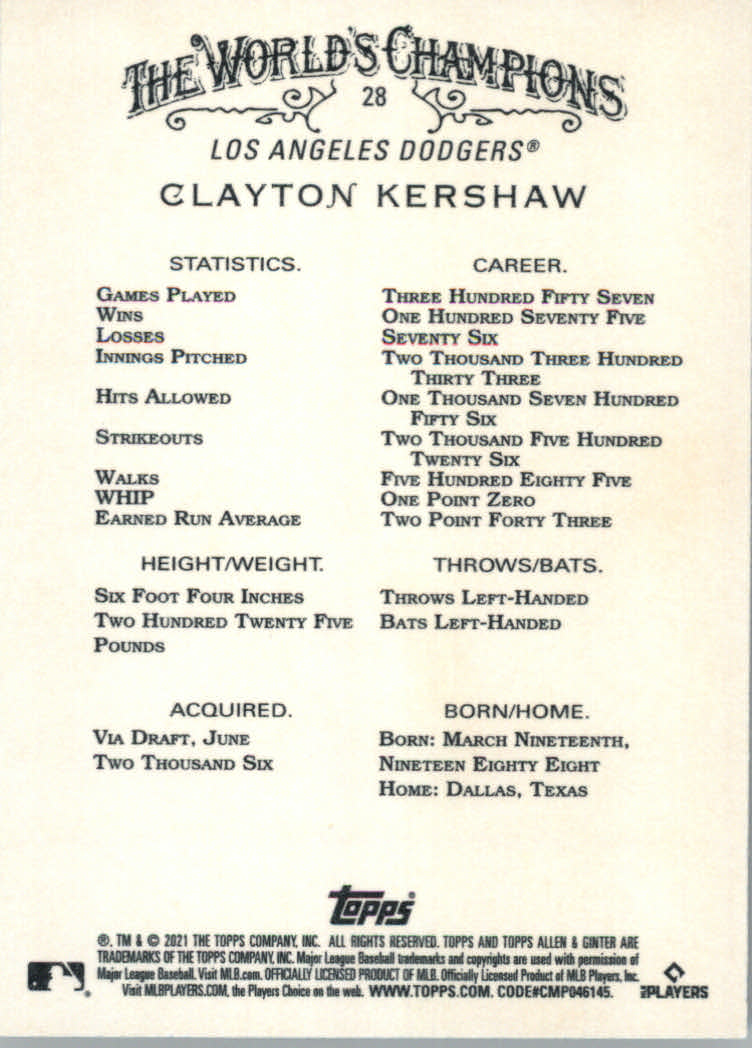 THE WORLD'S CHAMPIONS
28
LOS ANGELES DODGERS®
CLAYTON KERSHAW
STATISTICS. CAREER.
GAMES PLAYED THREE HUNDRED FIFTY SEVEN
WINS ONE HUNDRED SEVENTY FIVE
LOSSES SEVENTY SIX
INNINGS PITCHED TWO THOUSAND THREE HUNDRED
THIRTY THREE
HITS ALLOWED ONE THOUSAND SEVEN HUNDRED
FIFTY SIX
STRIKEOUTS TWO THOUSAND FIVE HUNDRED
TWENTY SIX
WALKS FIVE HUNDRED EIGHTY FIVE
WHIP ONE POINT ZERO
EARNED RUN AVERAGE TWO POINT FORTY THREE
HEIGHT/WEIGHT.
SIX FOOT FOUR INCHES
TWO HUNDRED TWENTY FIVE
POUNDS
THROWS/BATS.
THROWS LEFT-HANDED
BATS LEFT-HANDED
ACQUIRED.
VIA DRAFT, JUNE
TWO THOUSAND SIX
BORN/HOME.
BORN: MARCH NINETEENTH,
NINETEEN EIGHTY EIGHT
HOME: DALLAS, TEXAS
Topps®
®, TM & © 2021 THE TOPPS COMPANY, INC. ALL RIGHTS RESERVED. TOPPS AND TOPPS ALLEN & GINTER ARE
TRADEMARKS OF THE TOPPS COMPANY, INC. Major League Baseball trademarks and copyrights are used with permission of
Major League Baseball. Visit MLB.com. OFFICIALLY LICENSED PRODUCT OF MLB. Officially Licensed Product of MLB Players, Inc.
Visit MLBPLAYERS.COM, the Players Choice on the web. WWW.TOPPS.COM. CODE#CMP046145.
PLAYERS